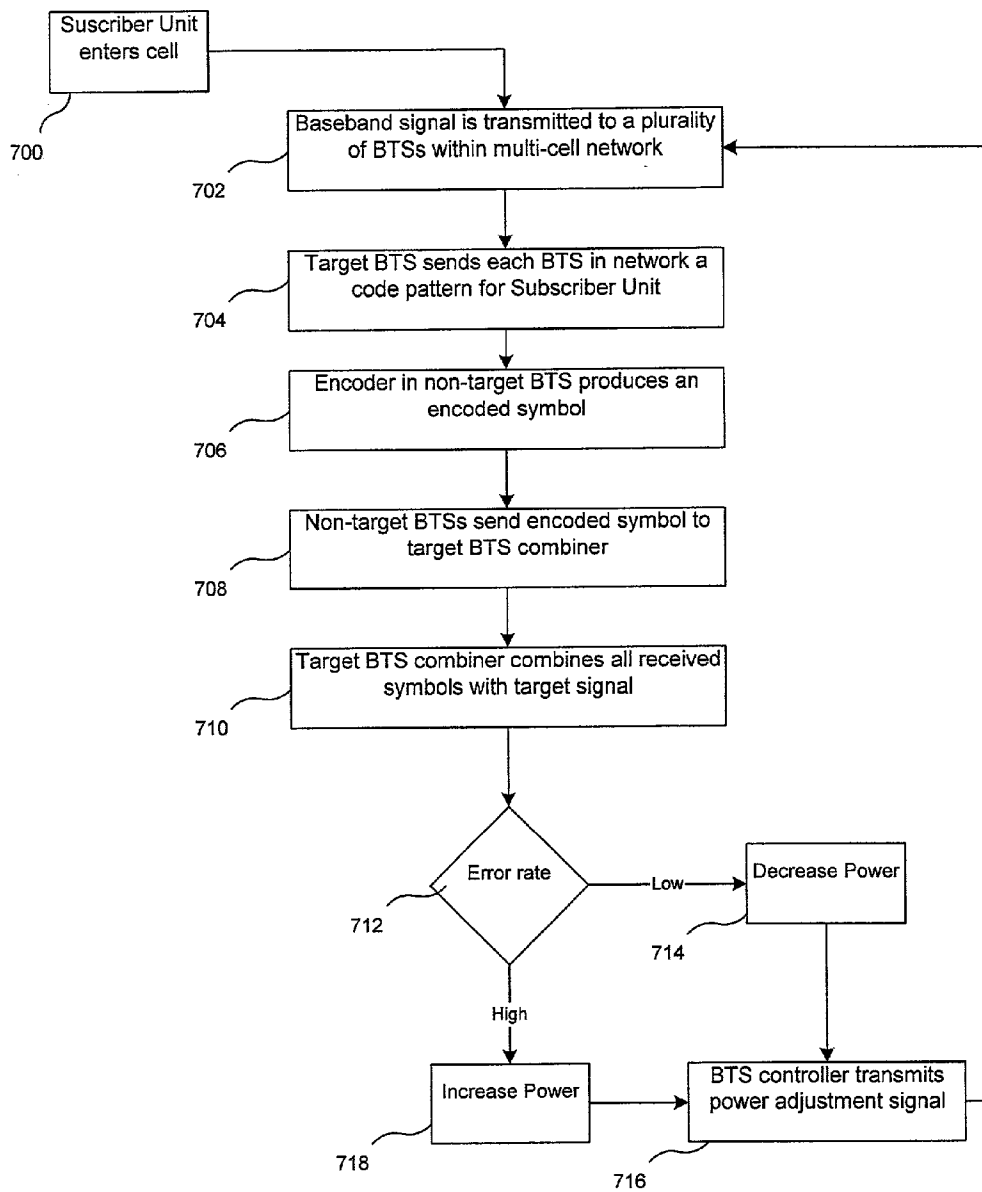 Suscriber Unit
enters cell
700
Baseband signal is transmitted to a plurality
of BTSs within multi-cell network
702
Target BTS sends each BTS in network a
code pattern for Subscriber Unit
704
Encoder in non-target BTS produces an
encoded symbol
706
Non-target BTSs send encoded symbol to
target BTS combiner
708
Target BTS combiner combines all received
symbols with target signal
710
Error rate
712
Low
Decrease Power
714
High
Increase Power
718
BTS controller transmits
power adjustment signal
716